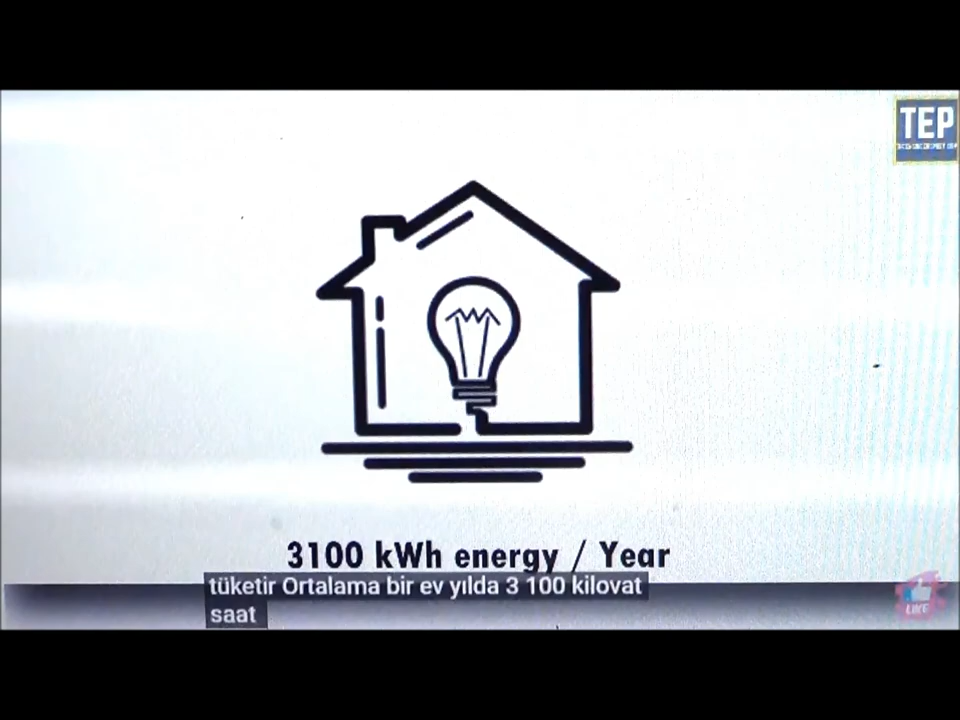 TEP
3100 kWh energy / Year
tüketir Ortalama bir ev yılda 3 100 kilovat
saat
LIKE